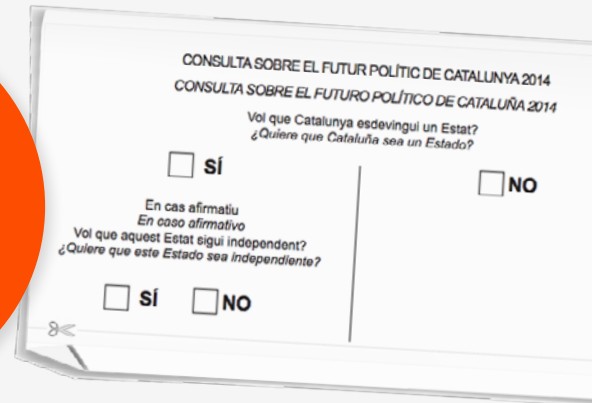 CONSULTA SOBRE EL FUTUR POLÍTIC DE CATALUNYA 2014
CONSULTA SOBRE EL FUTURO POLÍTICO DE CATALUÑA 2014
Vol que Catalunya esdevingui un Estat?
¿Quiere que Cataluña sea un Estado?
SÍ
NO
En cas afirmatiu
En caso afirmativo
Vol que aquest Estat sigui independent?
¿Quiere que este Estado sea independiente?
SÍ NO